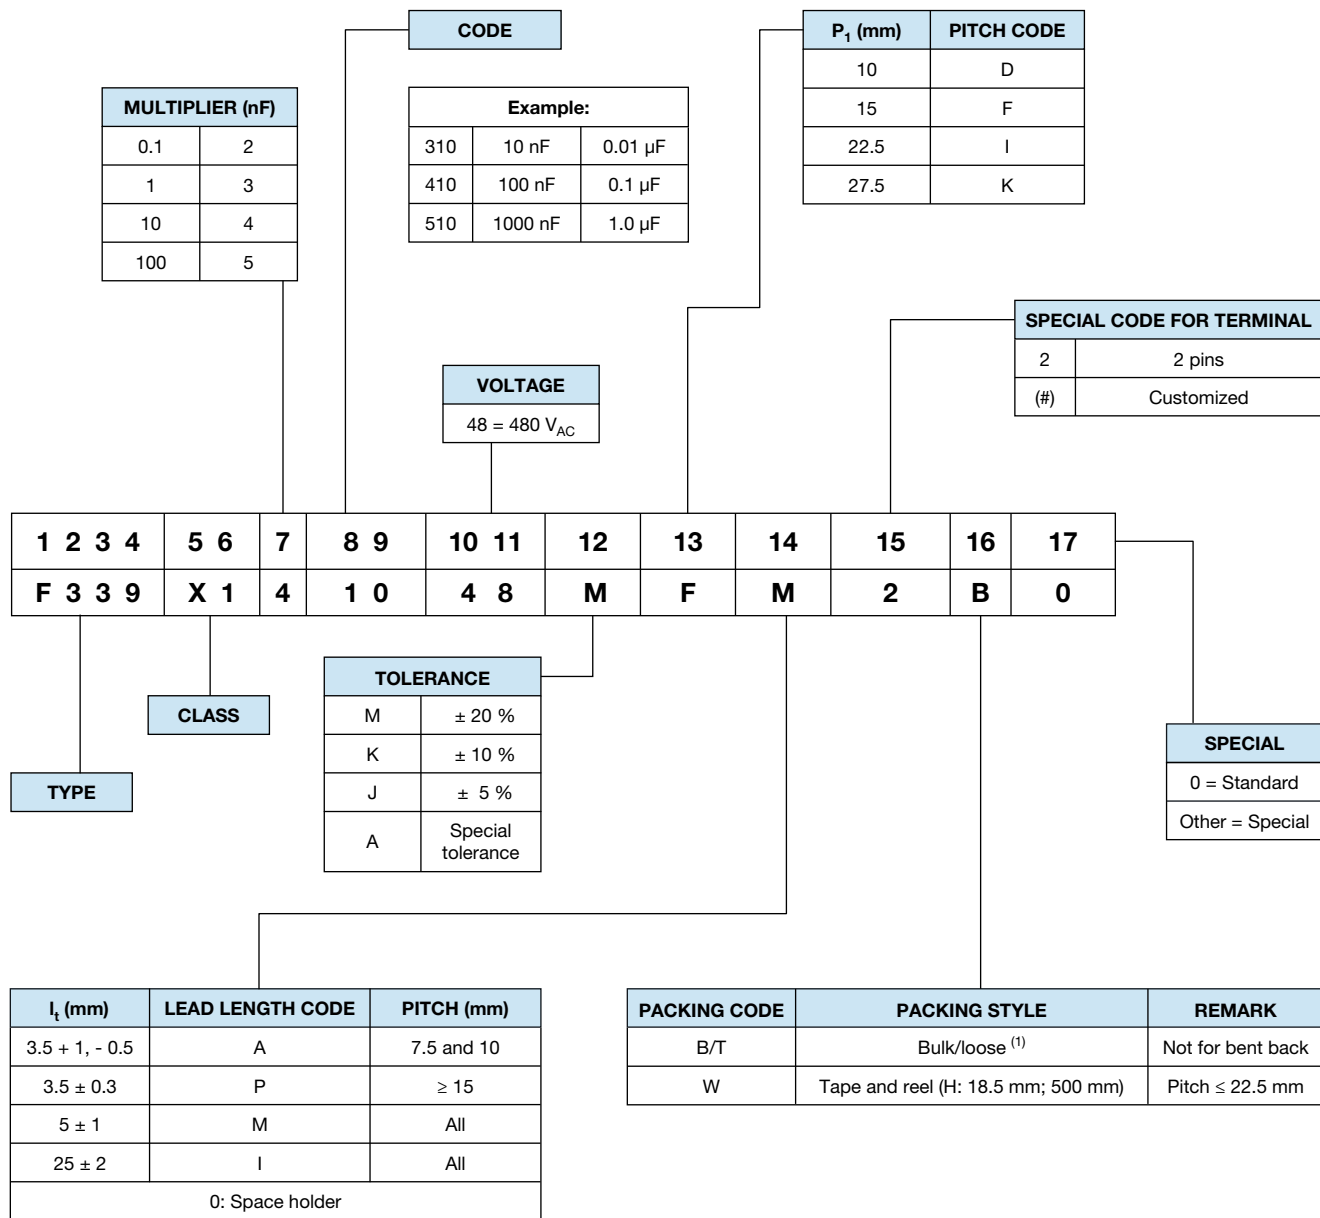 CODE
P1 (mm) PITCH CODE
10 D
15 F
22.5 I
27.5 K
MULTIPLIER (nF)
0.1 2
1 3
10 4
100 5
Example:
310 10 nF 0.01 µF
410 100 nF 0.1 µF
510 1000 nF 1.0 µF
SPECIAL CODE FOR TERMINAL
2 2 pins
(#) Customized
VOLTAGE
48 = 480 VAC
1 2 3 4 5 6 7 8 9 10 11 12 13 14 15 16 17
F 3 3 9 X 1 4 1 0 4 8 M F M 2 B 0
TOLERANCE
M ± 20 %
K ± 10 %
J ± 5 %
A Special
tolerance
CLASS
TYPE
SPECIAL
0 = Standard
Other = Special
lt (mm) LEAD LENGTH CODE PITCH (mm)
3.5 + 1, - 0.5 A 7.5 and 10
3.5 ± 0.3 P ≥ 15
5 ± 1 M All
25 ± 2 I All
0: Space holder
PACKING CODE PACKING STYLE REMARK
B/T Bulk/loose (1) Not for bent back
W Tape and reel (H: 18.5 mm; 500 mm) Pitch ≤ 22.5 mm